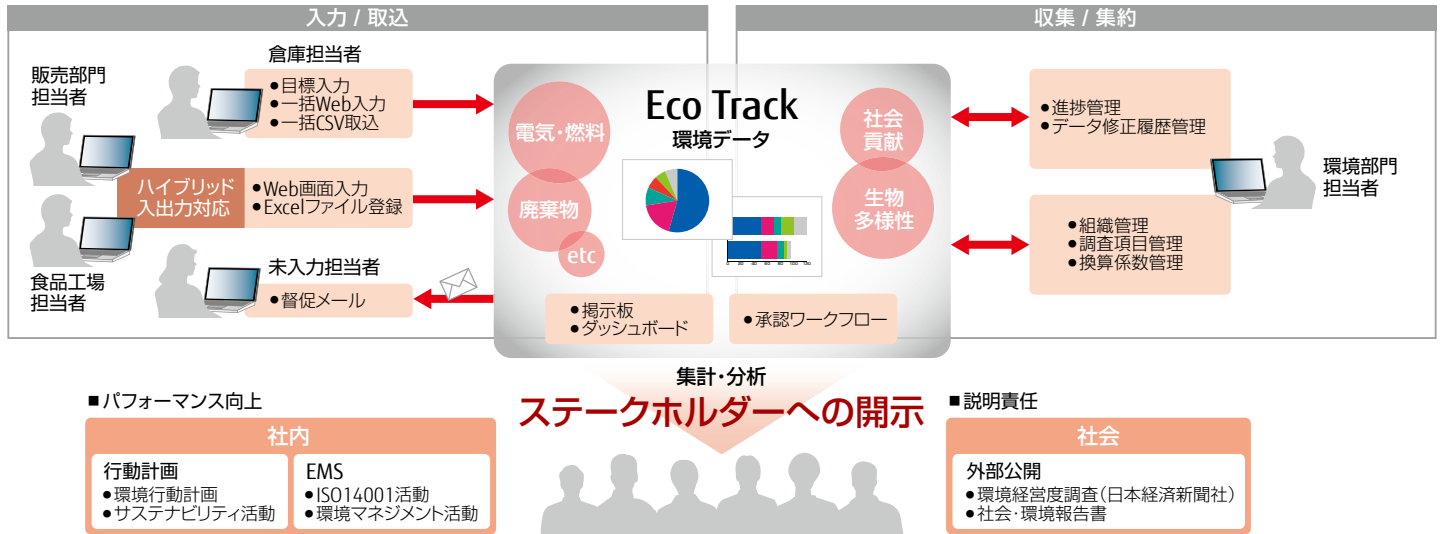 入力 / 取込
収集 / 集約
販売部門
担当者
倉庫担当者
●目標入力
●一括Web入力
●一括CSV取込
ハイブリッド
入出力対応
●Web画面入力
●Excelファイル登録
食品工場
担当者
未入力担当者
●督促メール
Eco Track
環境データ
電気・燃料
廃棄物
etc
社会
貢献
生物
多様性
0 20 40 60 80 100 120
●掲示板
●ダッシュボード
●承認ワークフロー
●進捗管理
●データ修正履歴管理
環境部門
担当者
●組織管理
●調査項目管理
●換算係数管理
集計・分析
ステークホルダーへの開示
■パフォーマンス向上
社内
行動計画
●環境行動計画
●サステナビリティ活動
EMS
●ISO14001活動
●環境マネジメント活動
■説明責任
社会
外部公開
●環境経営度調査(日本経済新聞社)
●社会・環境報告書